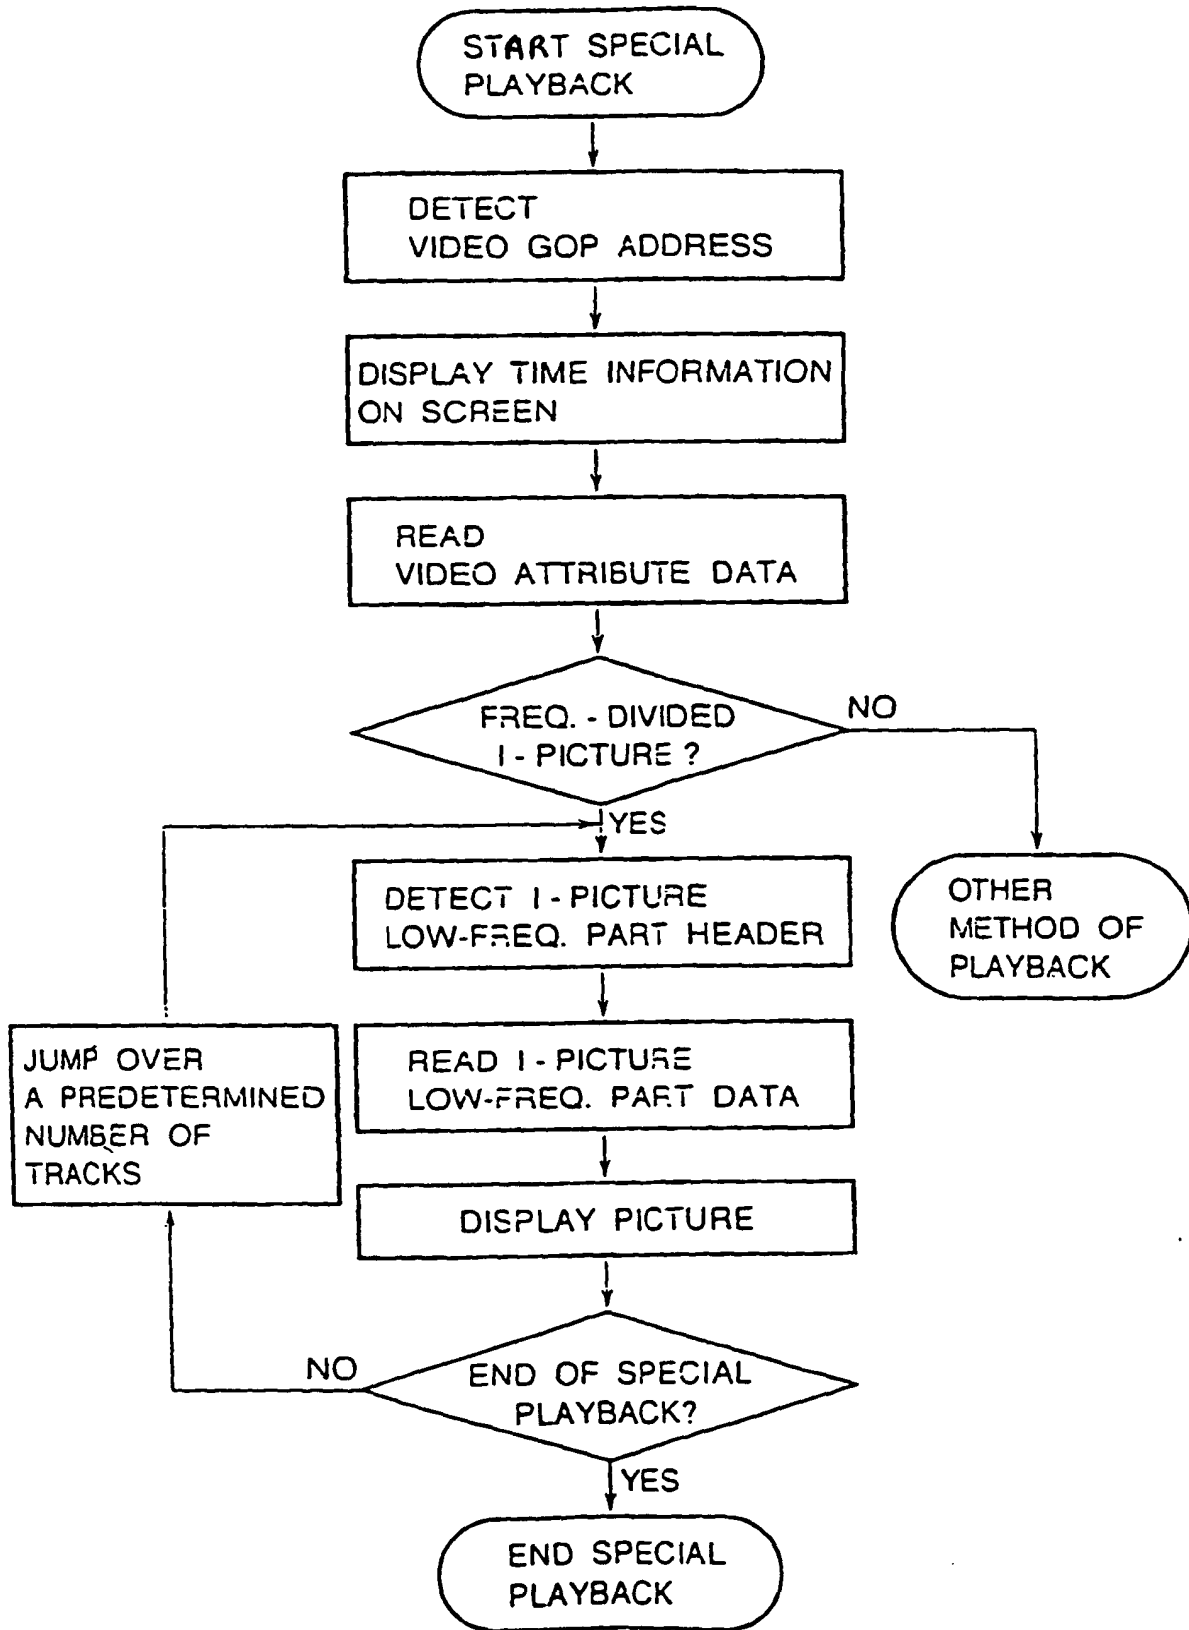 START SPECIAL
PLAYBACK
DETECT
VIDEO GOP ADDRESS
DISPLAY TIME INFORMATION
ON SCREEN
READ
VIDEO ATTRIBUTE DATA
FREQ. - DIVIDED
I - PICTURE ?
NO
YES
DETECT I - PICTURE
LOW-FREQ. PART HEADER
OTHER
METHOD OF
PLAYBACK
READ I - PICTURE
LOW-FREQ. PART DATA
JUMP OVER
A PREDETERMINED
NUMBER OF
TRACKS
DISPLAY PICTURE
END OF SPECIAL
PLAYBACK?
NO
YES
END SPECIAL
PLAYBACK